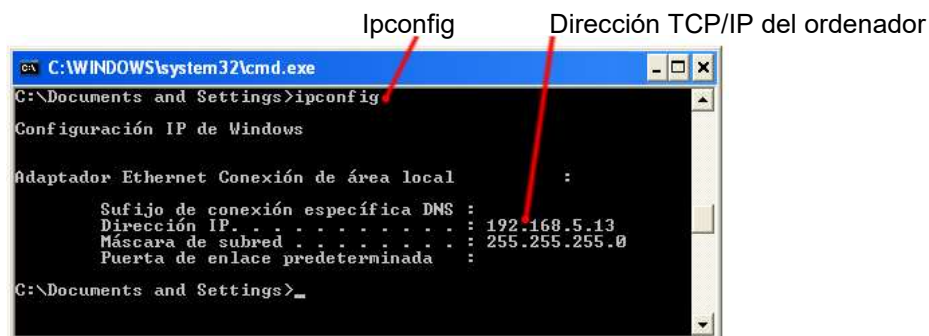 Ipconfig Dirección TCP/IP del ordenador
C:\WINDOWS\system32\cmd.exe
C:\Documents and Settings>ipconfig
Configuración IP de Windows
Adaptador Ethernet Conexión de área local :
Sufijo de conexión específica DNS :
Dirección IP. . . . . . . . . . . : 192.168.5.13
Máscara de subred . . . . . . . . : 255.255.255.0
Puerta de enlace predeterminada :
C:\Documents and Settings>_